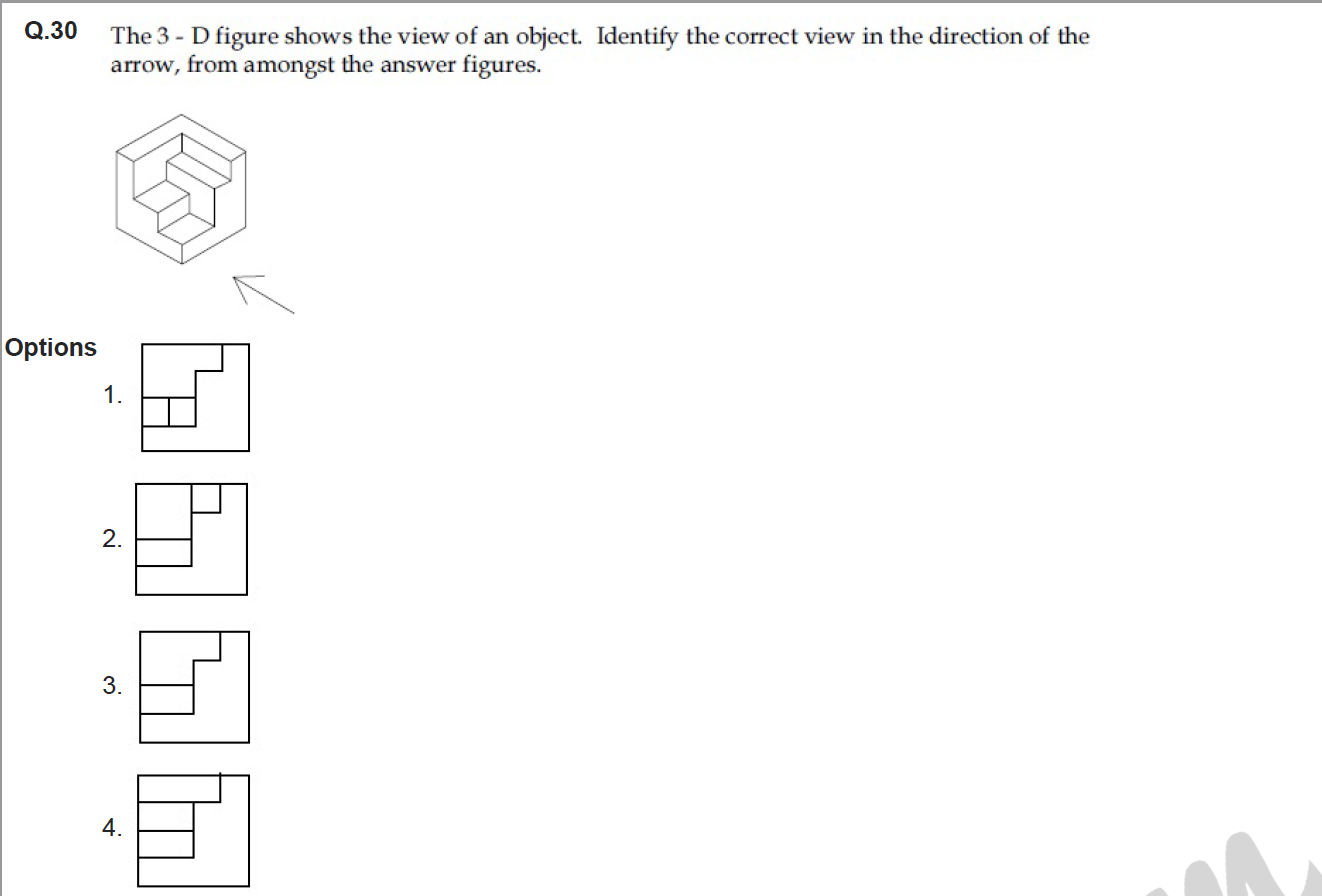 Q.30 The 3 - D figure shows the view of an object. Identify the correct view in the direction of the
arrow, from amongst the answer figures.
Options
1.
2.
3.
4.